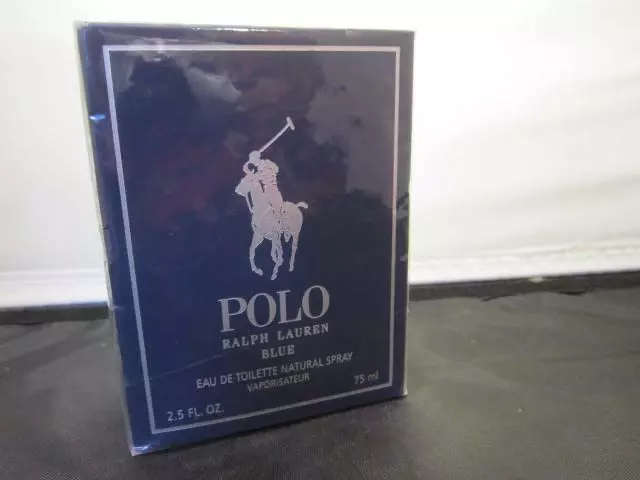 POLO
RALPH LAUREN
BLUE
EAU DE TOILETTE NATURAL SPRAY
VAPORISATEUR
2.5 FL. OZ. 75 ml